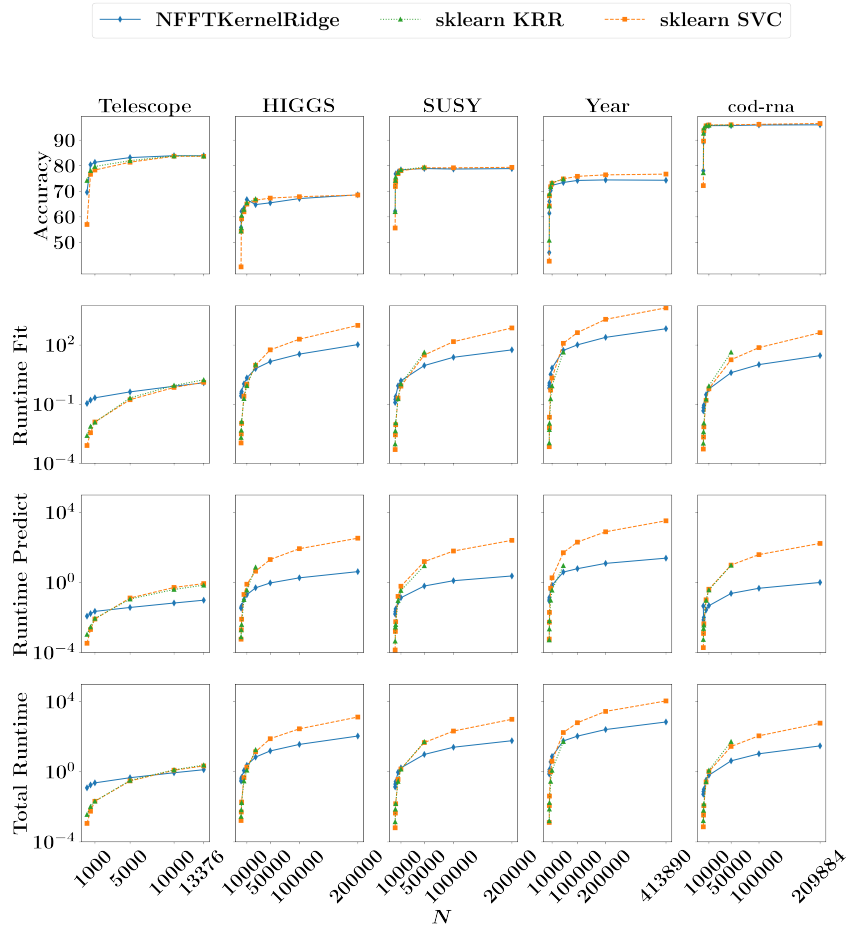 NFFTKernelRidge sklearn KRR sklearn SVC
Telescope HIGGS SUSY Year cod-rna
Accuracy
90
80
70
60
50
Runtime Fit
10^2
10^-1
10^-4
Runtime Predict
10^4
10^0
10^-4
Total Runtime
10^4
10^0
10^-4
1000 5000 10000 13376 10000 50000 100000 200000 10000 50000 100000 200000 10000 100000 200000 413890 10000 50000 100000 209884
N